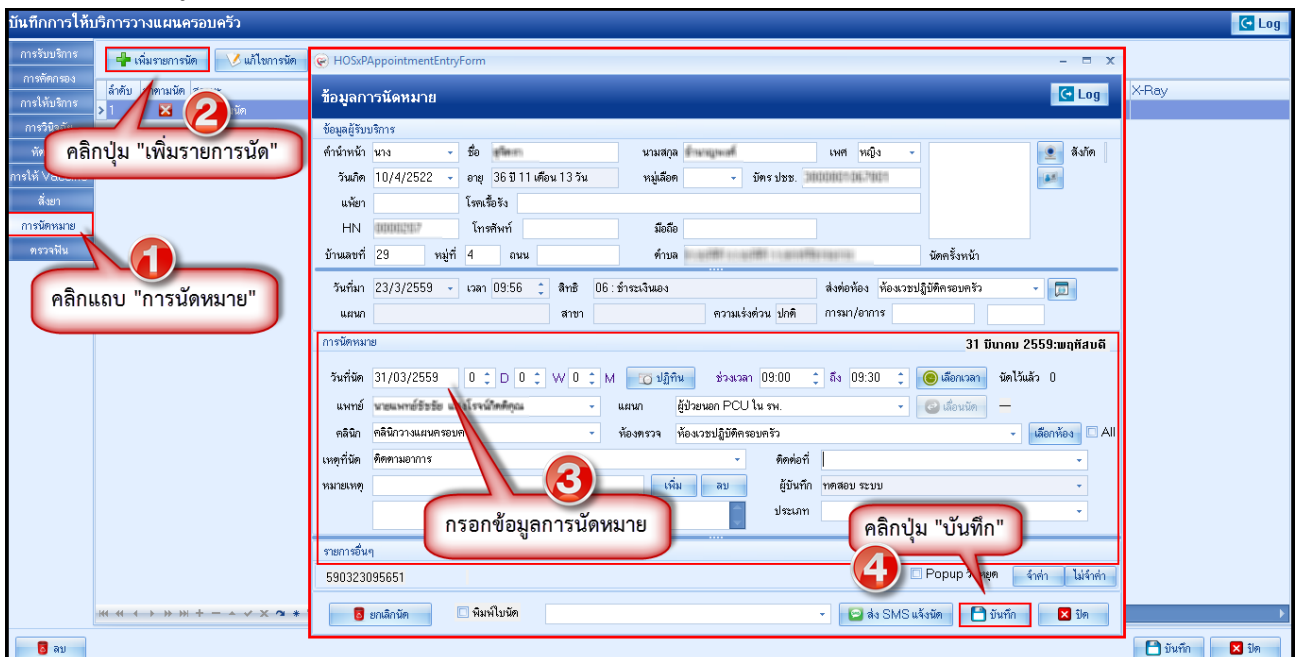 บันทึกการให้บริการวางแผนครอบครัว Log
การรับบริการ
การคัดกรอง
การให้บริการ
สั่งยา
การนัดหมาย
ตรวจฟัน
เพิ่มรายการนัด แก้ไขการนัด
ลำดับ X-Ray
1
2
คลิกปุ่ม "เพิ่มรายการนัด"
1
คลิกแถบ "การนัดหมาย"
HOSxPAppointmentEntryForm
ข้อมูลการนัดหมาย Log
ข้อมูลผู้รับบริการ
คำนำหน้า นาง ชื่อ นามสกุล เพศ หญิง สังกัด
วันเกิด 10/4/2522 อายุ 36 ปี 11 เดือน 13 วัน หมู่เลือด บัตร ปชช.
แพ้ยา โรคเรื้อรัง
HN โทรศัพท์ มือถือ
บ้านเลขที่ 29 หมู่ที่ 4 ถนน ตำบล นัดครั้งหน้า
วันที่มา 23/3/2559 เวลา 09:56 สิทธิ 06 : ชำระเงินเอง ส่งต่อห้อง ห้องเวชปฏิบัติครอบครัว
แผนก สาขา ความเร่งด่วน ปกติ การมา/อาการ
การนัดหมาย 31 มีนาคม 2559:พฤหัสบดี
วันที่นัด 31/03/2559 0 D 0 W 0 M ปฏิทิน ช่วงเวลา 09:00 ถึง 09:30 เลือกเวลา นัดไว้แล้ว 0
แพทย์ แผนก ผู้ป่วยนอก PCU ใน รพ. เลื่อนนัด
คลินิก คลินิกวางแผนครอบครัว ห้องตรวจ ห้องเวชปฏิบัติครอบครัว เลือกห้อง All
เหตุที่นัด ติดตามอาการ ติดต่อที่
หมายเหตุ เพิ่ม ลบ ผู้บันทึก ทดสอบ ระบบ
ประเภท
3
กรอกข้อมูลการนัดหมาย
คลิกปุ่ม "บันทึก"
4
รายการอื่นๆ
590323095651 Popup จำค่า ไม่จำค่า
ยกเลิกนัด พิมพ์ใบนัด ส่ง SMS แจ้งนัด บันทึก ปิด
ลบ บันทึก ปิด